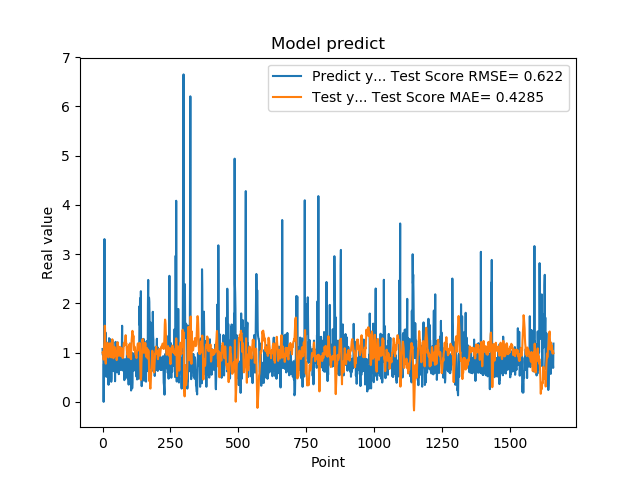 Model predict
Predict y... Test Score RMSE= 0.622
Test y... Test Score MAE= 0.4285
7
6
5
4
3
2
1
0
Real value
0 250 500 750 1000 1250 1500
Point